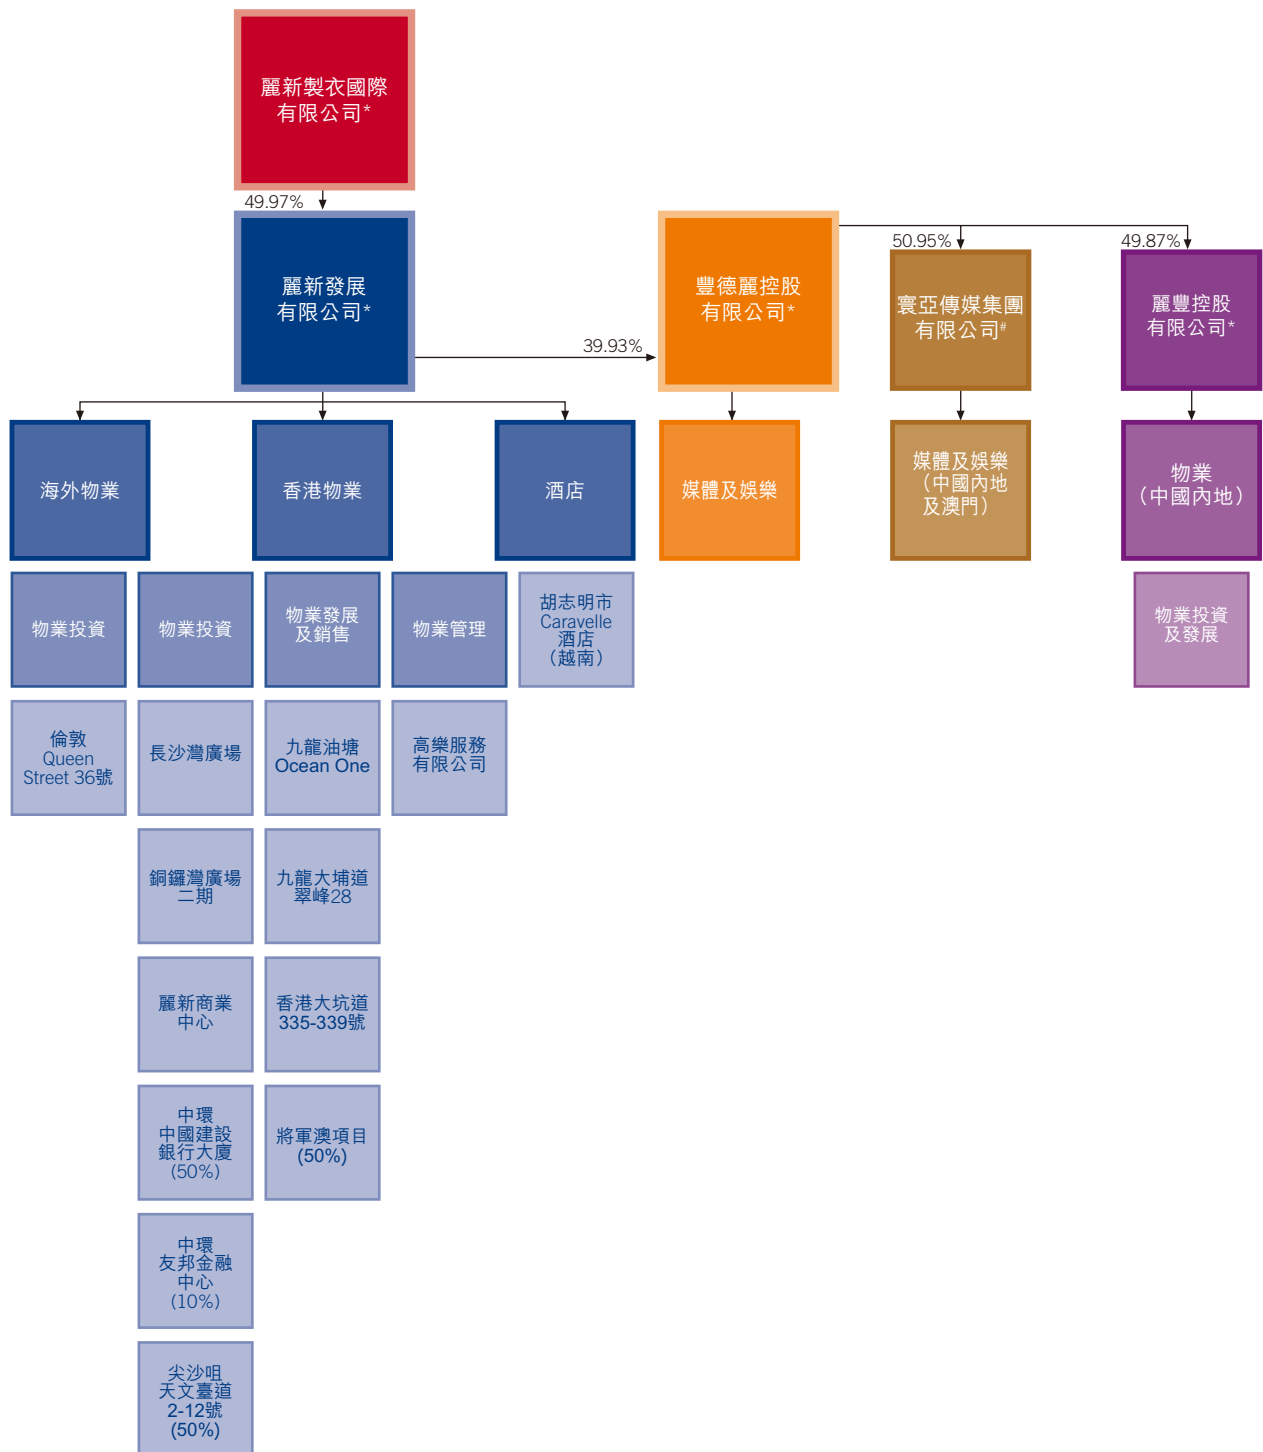 麗新製衣國際
有限公司*
49.97%
麗新發展
有限公司*
39.93%
豐德麗控股
有限公司*
50.95%
寰亞傳媒集團
有限公司#
49.87%
麗豐控股
有限公司*
海外物業
香港物業
酒店
媒體及娛樂
媒體及娛樂
（中國內地
及澳門）
物業
（中國內地）
物業投資
物業投資
物業發展
及銷售
物業管理
胡志明市
Caravelle
酒店
（越南）
物業投資
及發展
倫敦
Queen
Street 36號
長沙灣廣場
九龍油塘
Ocean One
高樂服務
有限公司
銅鑼灣廣場
二期
九龍大埔道
翠峰28
麗新商業
中心
香港大坑道
335-339號
中環
中國建設
銀行大廈
(50%)
將軍澳項目
(50%)
中環
友邦金融
中心
(10%)
尖沙咀
天文臺道
2-12號
(50%)